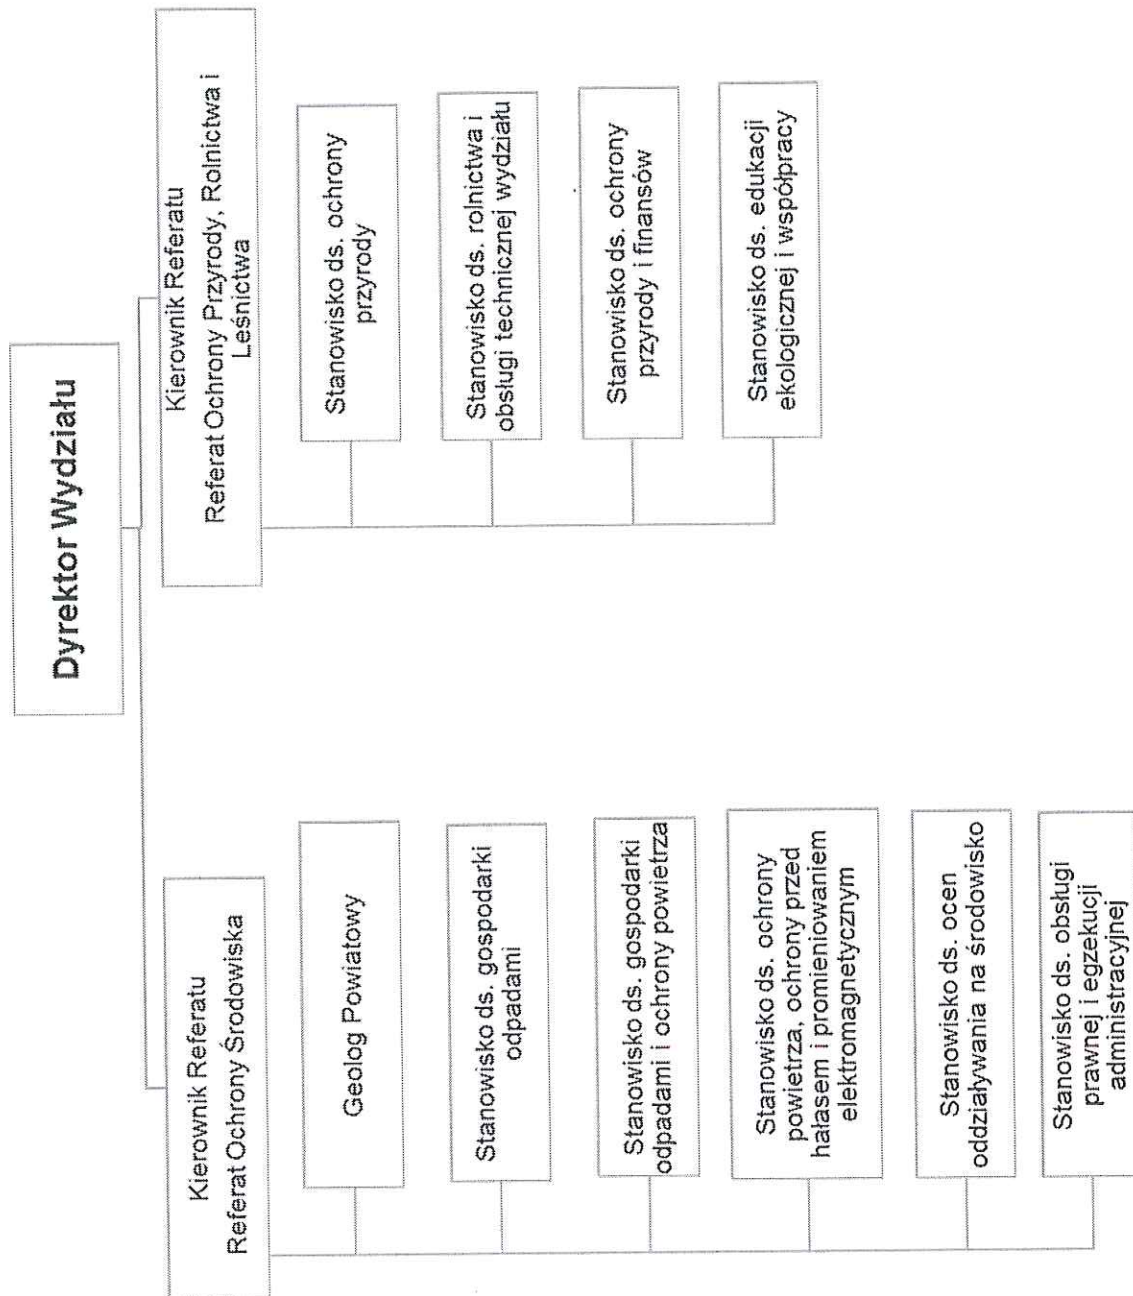 Dyrektor Wydziału
Kierownik Referatu
Referat Ochrony Środowiska
Geolog Powiatowy
Stanowisko ds. gospodarki
odpadami
Stanowisko ds. gospodarki
odpadami i ochrony powietrza
Stanowisko ds. ochrony
powietrza, ochrony przed
hałasem i promieniowaniem
elektromagnetycznym
Stanowisko ds. ocen
oddziaływania na środowisko
Stanowisko ds. obsługi
prawnej i egzekucji
administracyjnej
Kierownik Referatu
Referat Ochrony Przyrody, Rolnictwa i
Leśnictwa
Stanowisko ds. ochrony
przyrody
Stanowisko ds. rolnictwa i
obsługi technicznej wydziału
Stanowisko ds. ochrony
przyrody i finansów
Stanowisko ds. edukacji
ekologicznej i współpracy